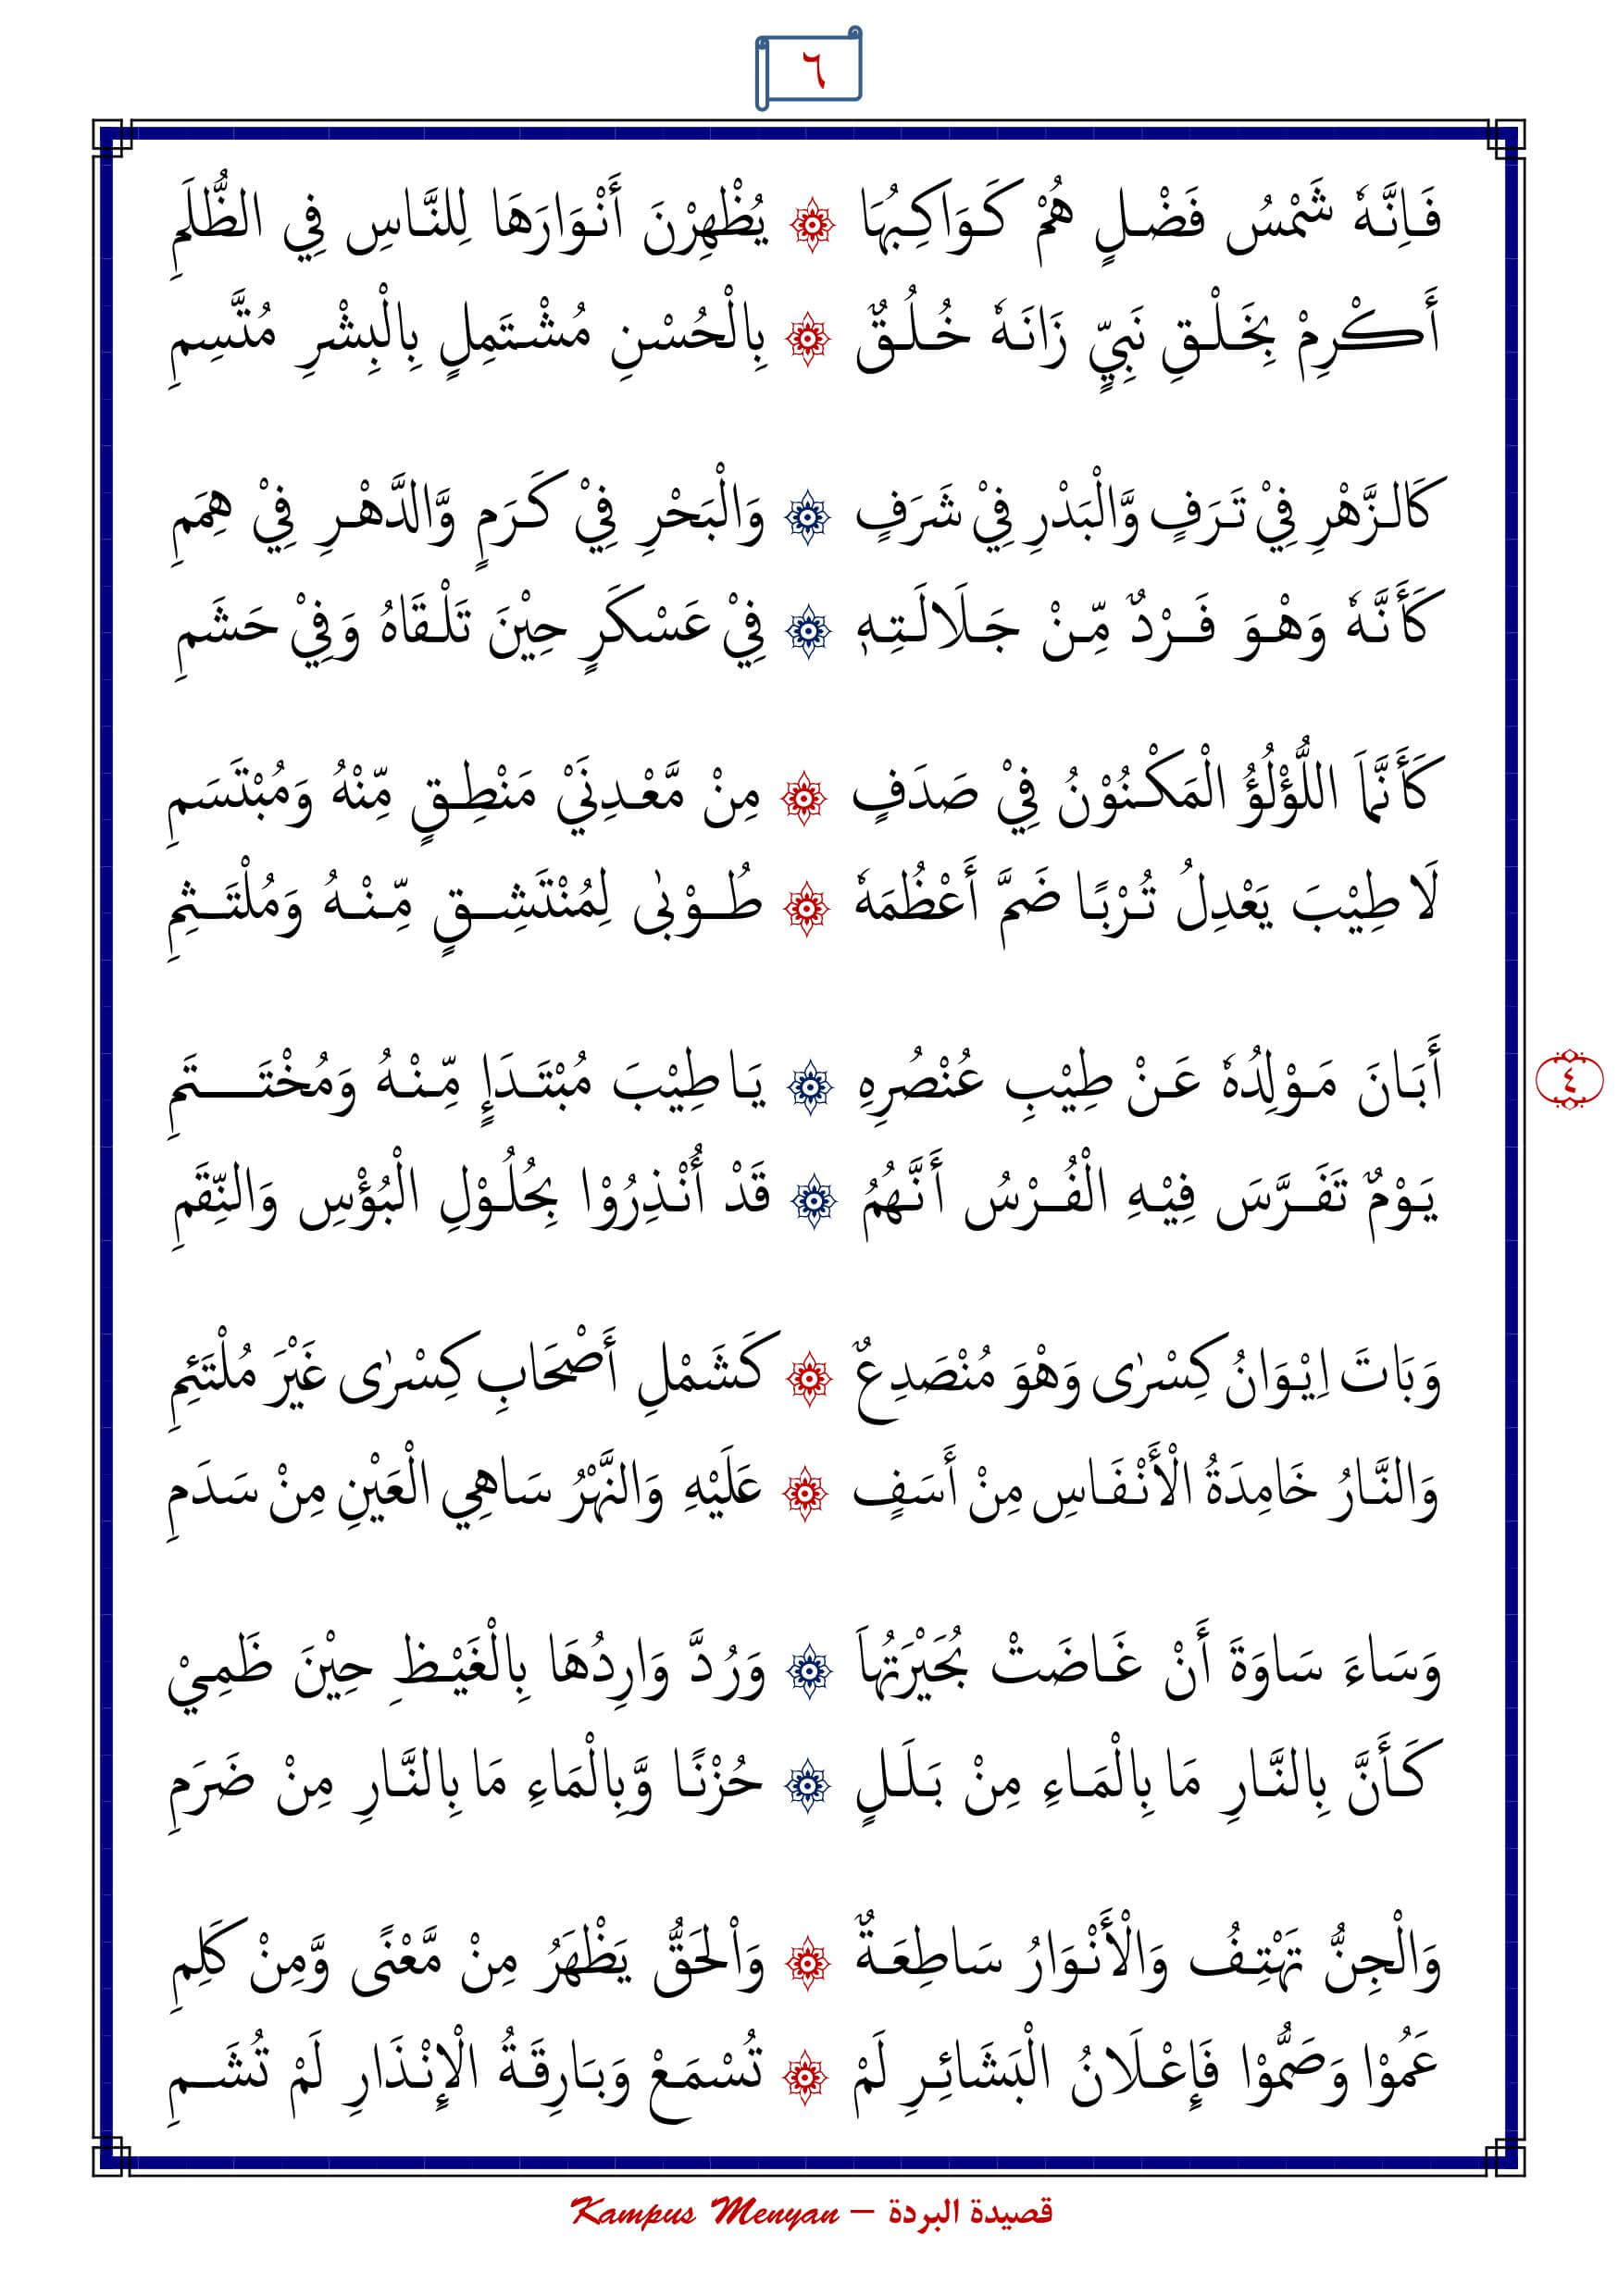 ٦
فَاِنَّهٗ شَمْسُ فَضْلٍ هُمْ كَوَاكِبُهَا ۞ يُظْهِرْنَ أَنْوَارَهَا لِلنَّاسِ فِي الظُّلَمِ
أَكْرِمْ بِخَلْقِ نَبِيٍّ زَانَهٗ خُلُقٌ ۞ بِالْحُسْنِ مُشْتَمِلٍ بِالْبِشْرِ مُتَّسِمِ
كَالزَّهْرِ فِيْ تَرَفٍ وَّالْبَدْرِ فِيْ شَرَفٍ ۞ وَالْبَحْرِ فِيْ كَرَمٍ وَّالدَّهْرِ فِيْ هِمَمِ
كَأَنَّهٗ وَهْوَ فَرْدٌ مِّنْ جَلَالَتِهٖ ۞ فِيْ عَسْكَرٍ حِيْنَ تَلْقَاهُ وَفِيْ حَشَمِ
كَأَنَّمَا اللُّؤْلُؤُ الْمَكْنُوْنُ فِيْ صَدَفٍ ۞ مِنْ مَّعْدِنَيْ مَنْطِقٍ مِّنْهُ وَمُبْتَسَمِ
لَا طِيْبَ يَعْدِلُ تُرْبًا ضَمَّ أَعْظُمَهٗ ۞ طُوْبٰى لِمُنْتَشِقٍ مِّنْهُ وَمُلْتَثِمِ
أَبَانَ مَوْلِدُهٗ عَنْ طِيْبِ عُنْصُرِهِ ۞ يَا طِيْبَ مُبْتَدَإٍ مِّنْهُ وَمُخْتَتَمِ
٤
يَوْمٌ تَفَرَّسَ فِيْهِ الْفُرْسُ أَنَّهُمُ ۞ قَدْ أُنْذِرُوْا بِحُلُوْلِ الْبُؤْسِ وَالنِّقَمِ
وَبَاتَ اِيْوَانُ كِسْرٰى وَهْوَ مُنْصَدِعٌ ۞ كَشَمْلِ أَصْحَابِ كِسْرٰى غَيْرَ مُلْتَئِمِ
وَالنَّارُ خَامِدَةُ الْأَنْفَاسِ مِنْ أَسَفٍ ۞ عَلَيْهِ وَالنَّهْرُ سَاهِي الْعَيْنِ مِنْ سَدَمِ
وَسَاءَ سَاوَةَ أَنْ غَاضَتْ بُحَيْرَتُهَا ۞ وَرُدَّ وَارِدُهَا بِالْغَيْظِ حِيْنَ ظَمِيْ
كَأَنَّ بِالنَّارِ مَا بِالْمَاءِ مِنْ بَلَلٍ ۞ حُزْنًا وَّبِالْمَاءِ مَا بِالنَّارِ مِنْ ضَرَمِ
وَالْجِنُّ تَهْتِفُ وَالْأَنْوَارُ سَاطِعَةٌ ۞ وَاْلحَقُّ يَظْهَرُ مِنْ مَّعْنًى وَّمِنْ كَلِمِ
عَمُوْا وَصَمُّوْا فَإِعْلَانُ الْبَشَائِرِ لَمْ ۞ تُسْمَعْ وَبَارِقَةُ الْإِنْذَارِ لَمْ تُشَمِ
قصيدة البردة – Kampus Menyan